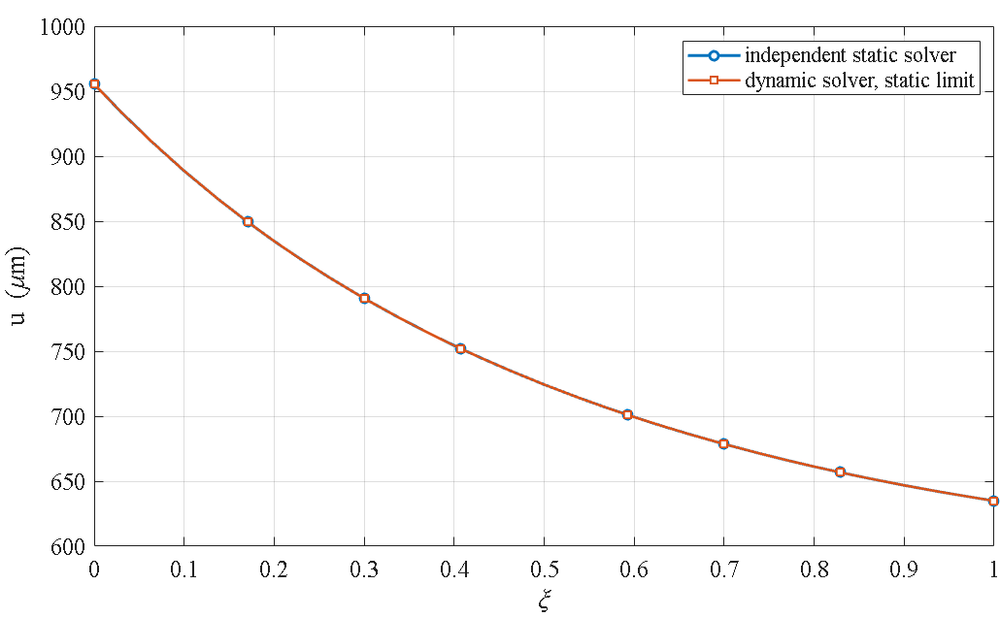 1000
950
900
850
800
750
700
650
600
u (μm)
independent static solver
dynamic solver, static limit
0 0.1 0.2 0.3 0.4 0.5 0.6 0.7 0.8 0.9 1
ξ